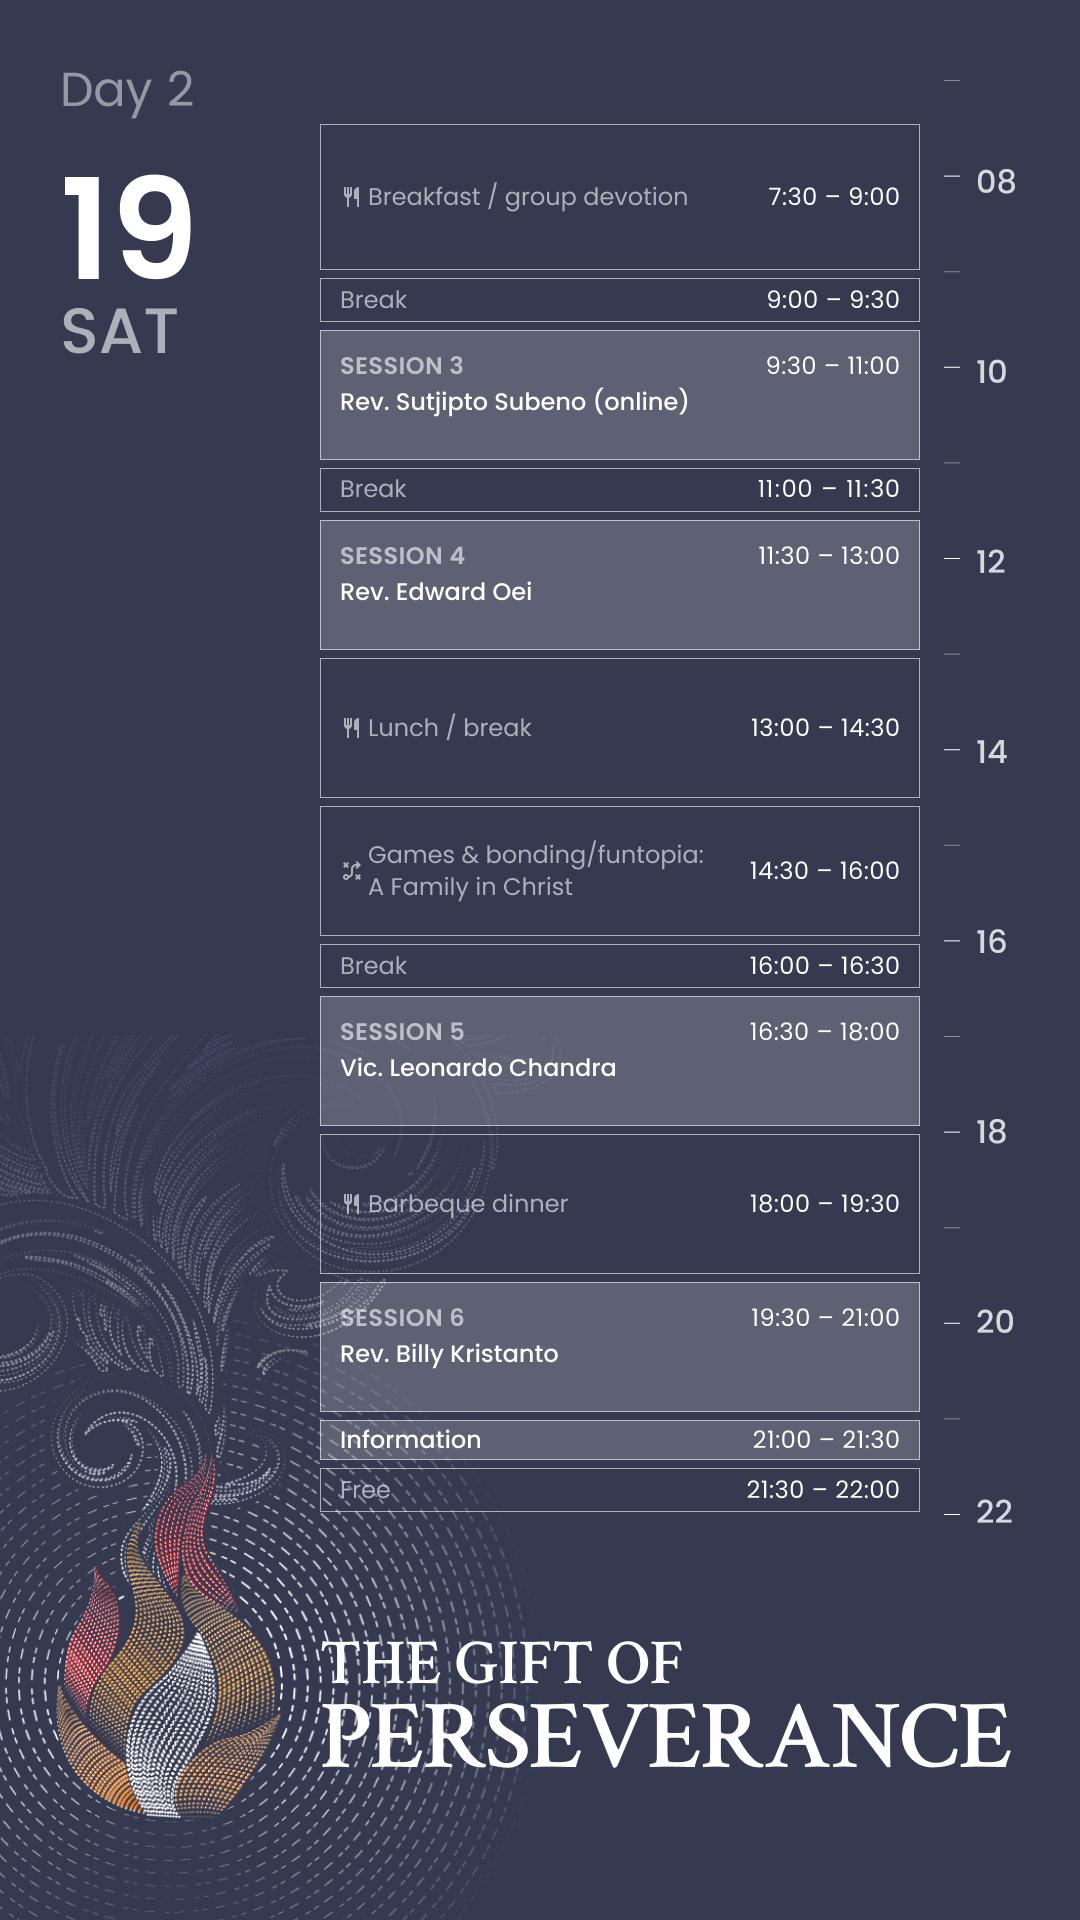 Day 2
19
SAT
Breakfast / group devotion 7:30 – 9:00
Break 9:00 – 9:30
SESSION 3 9:30 – 11:00
Rev. Sutjipto Subeno (online)
Break 11:00 – 11:30
SESSION 4 11:30 – 13:00
Rev. Edward Oei
Lunch / break 13:00 – 14:30
Games & bonding/funtopia: 14:30 – 16:00
A Family in Christ
Break 16:00 – 16:30
SESSION 5 16:30 – 18:00
Vic. Leonardo Chandra
Barbeque dinner 18:00 – 19:30
SESSION 6 19:30 – 21:00
Rev. Billy Kristanto
Information 21:00 – 21:30
Free 21:30 – 22:00
08
10
12
14
16
18
20
22
THE GIFT OF
PERSEVERANCE